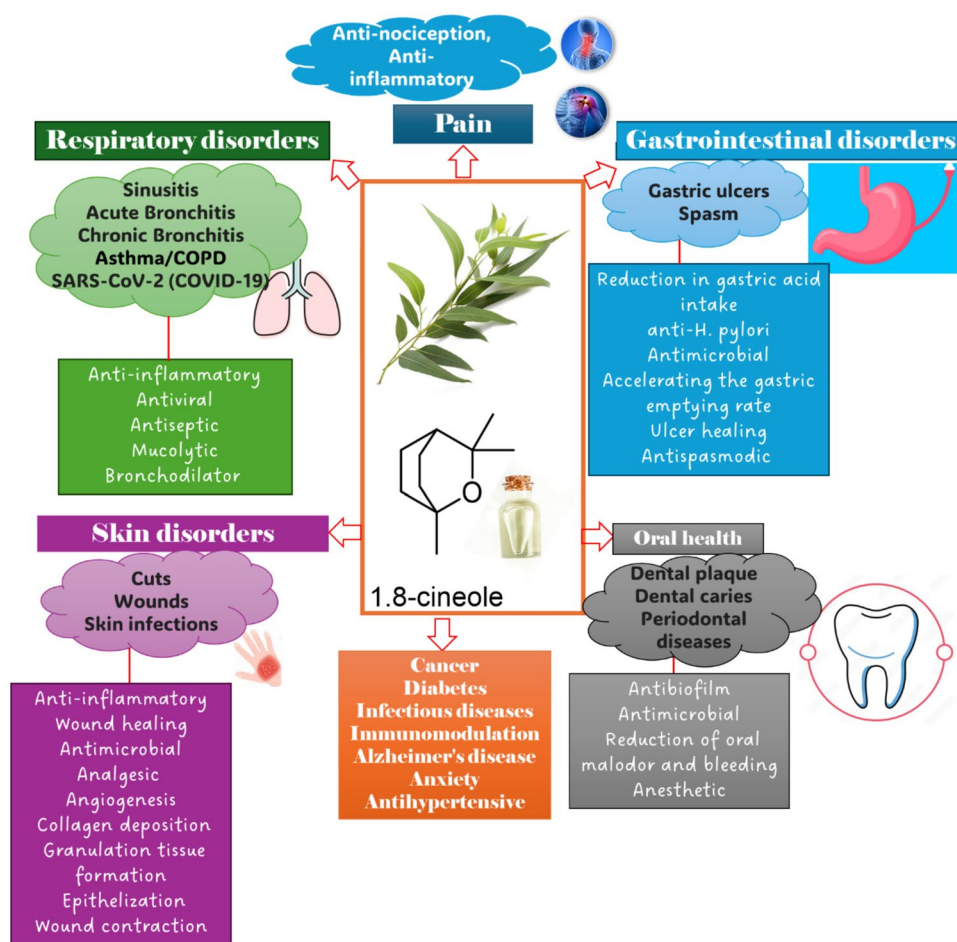 Anti-nociception,
Anti-
inflammatory
Pain
Respiratory disorders
Sinusitis
Acute Bronchitis
Chronic Bronchitis
Asthma/COPD
SARS-CoV-2 (COVID-19)
Anti-inflammatory
Antiviral
Antiseptic
Mucolytic
Bronchodilator
Gastrointestinal disorders
Gastric ulcers
Spasm
Reduction in gastric acid
intake
anti-H. pylori
Antimicrobial
Accelerating the gastric
emptying rate
Ulcer healing
Antispasmodic
O
1.8-cineole
Skin disorders
Cuts
Wounds
Skin infections
Anti-inflammatory
Wound healing
Antimicrobial
Analgesic
Angiogenesis
Collagen deposition
Granulation tissue
formation
Epithelization
Wound contraction
Cancer
Diabetes
Infectious diseases
Immunomodulation
Alzheimer's disease
Anxiety
Antihypertensive
Oral health
Dental plaque
Dental caries
Periodontal
diseases
Antibiofilm
Antimicrobial
Reduction of oral
malodor and bleeding
Anesthetic